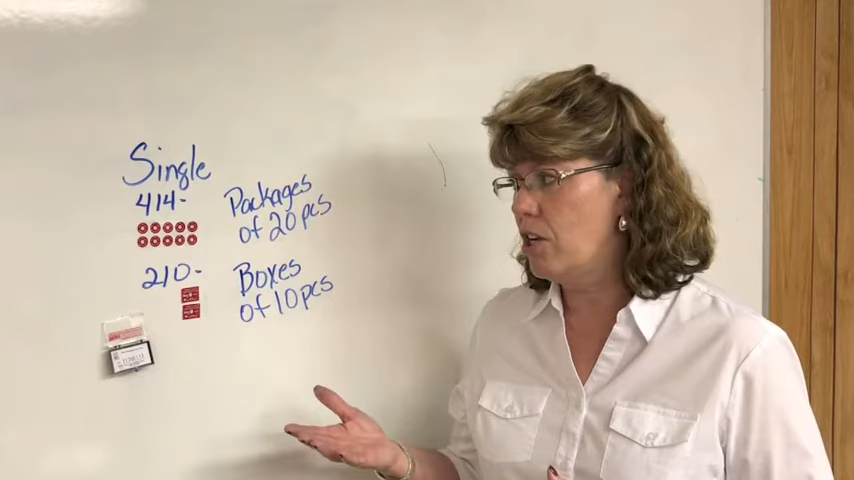 Single
414- Packages
of 20 pcs
210- Boxes
of 10 pcs